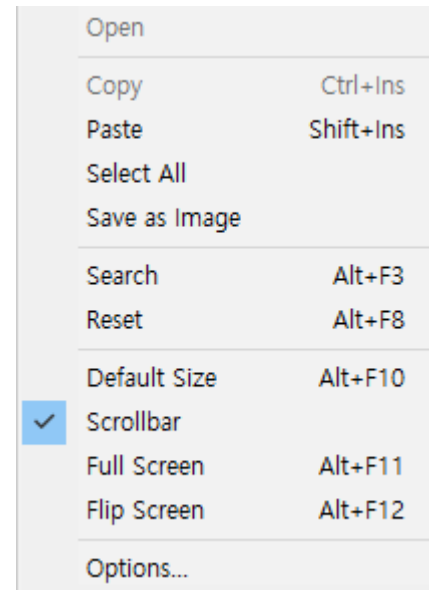 Open
Copy Ctrl+Ins
Paste Shift+Ins
Select All
Save as Image
Search Alt+F3
Reset Alt+F8
Default Size Alt+F10
Scrollbar
Full Screen Alt+F11
Flip Screen Alt+F12
Options...